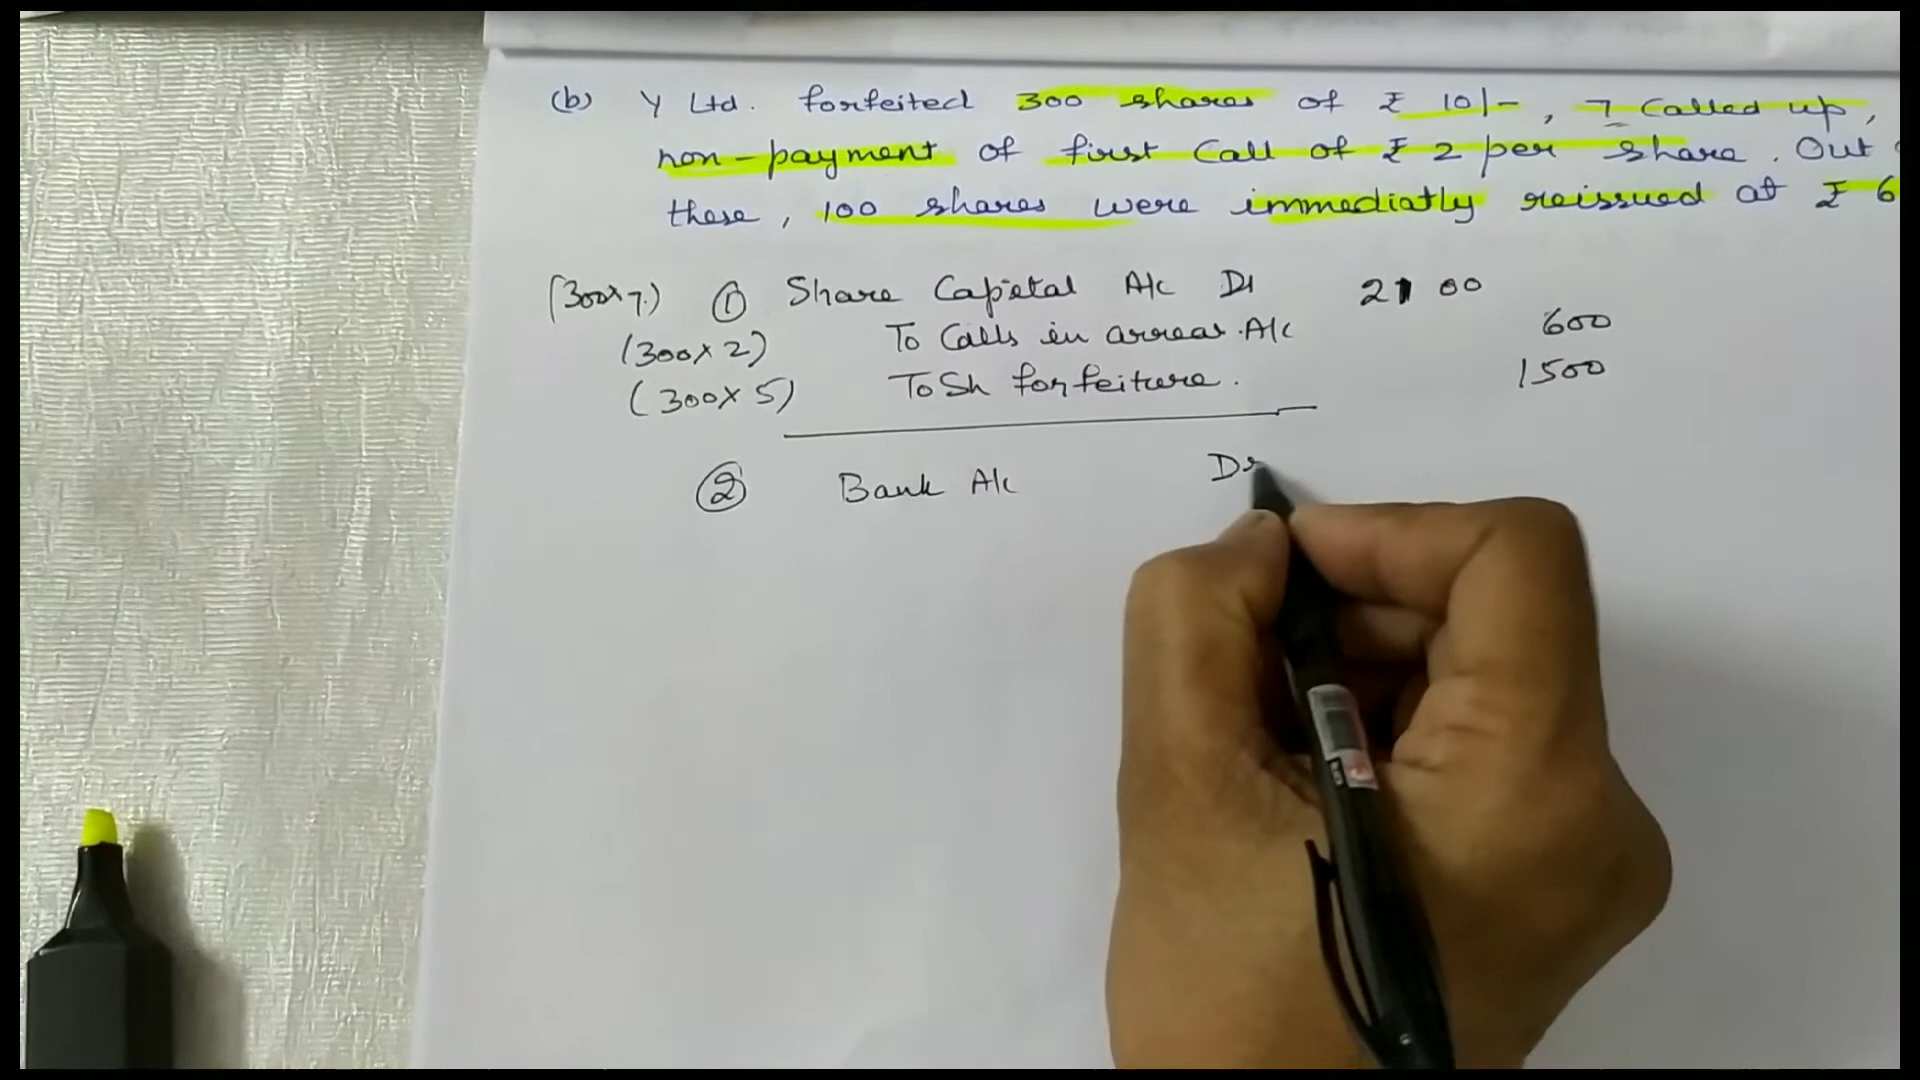 (b) Y Ltd. forfeited 300 shares of ₹ 10/-, 7 called up,
non-payment of first Call of ₹ 2 per share. Out
these, 100 shares were immediatly reissued at ₹ 6
(300×7) ① Share Capital A/c Dr 2100
(300×2) To Calls in arrear A/c 600
(300×5) To Sh forfeiture. 1500
② Bank A/c Dr